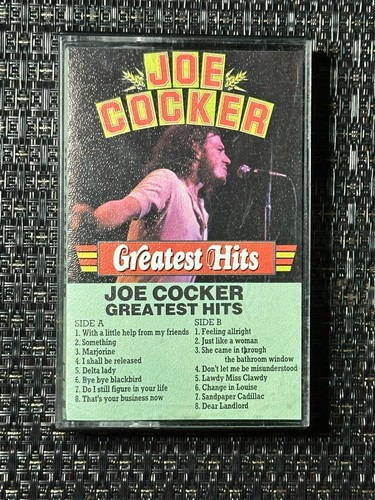 JOE
COCKER
Greatest Hits
JOE COCKER
GREATEST HITS
SIDE A
1. With a little help from my friends
2. Something
3. Marjorine
4. I shall be released
5. Delta lady
6. Bye bye blackbird
7. Do I still figure in your life
8. That's your business now
SIDE B
1. Feeling allright
2. Just like a woman
3. She came in through
the bathroom window
4. Don't let me be misunderstood
5. Lawdy Miss Clawdy
6. Change in Louise
7. Sandpaper Cadillac
8. Dear Landlord